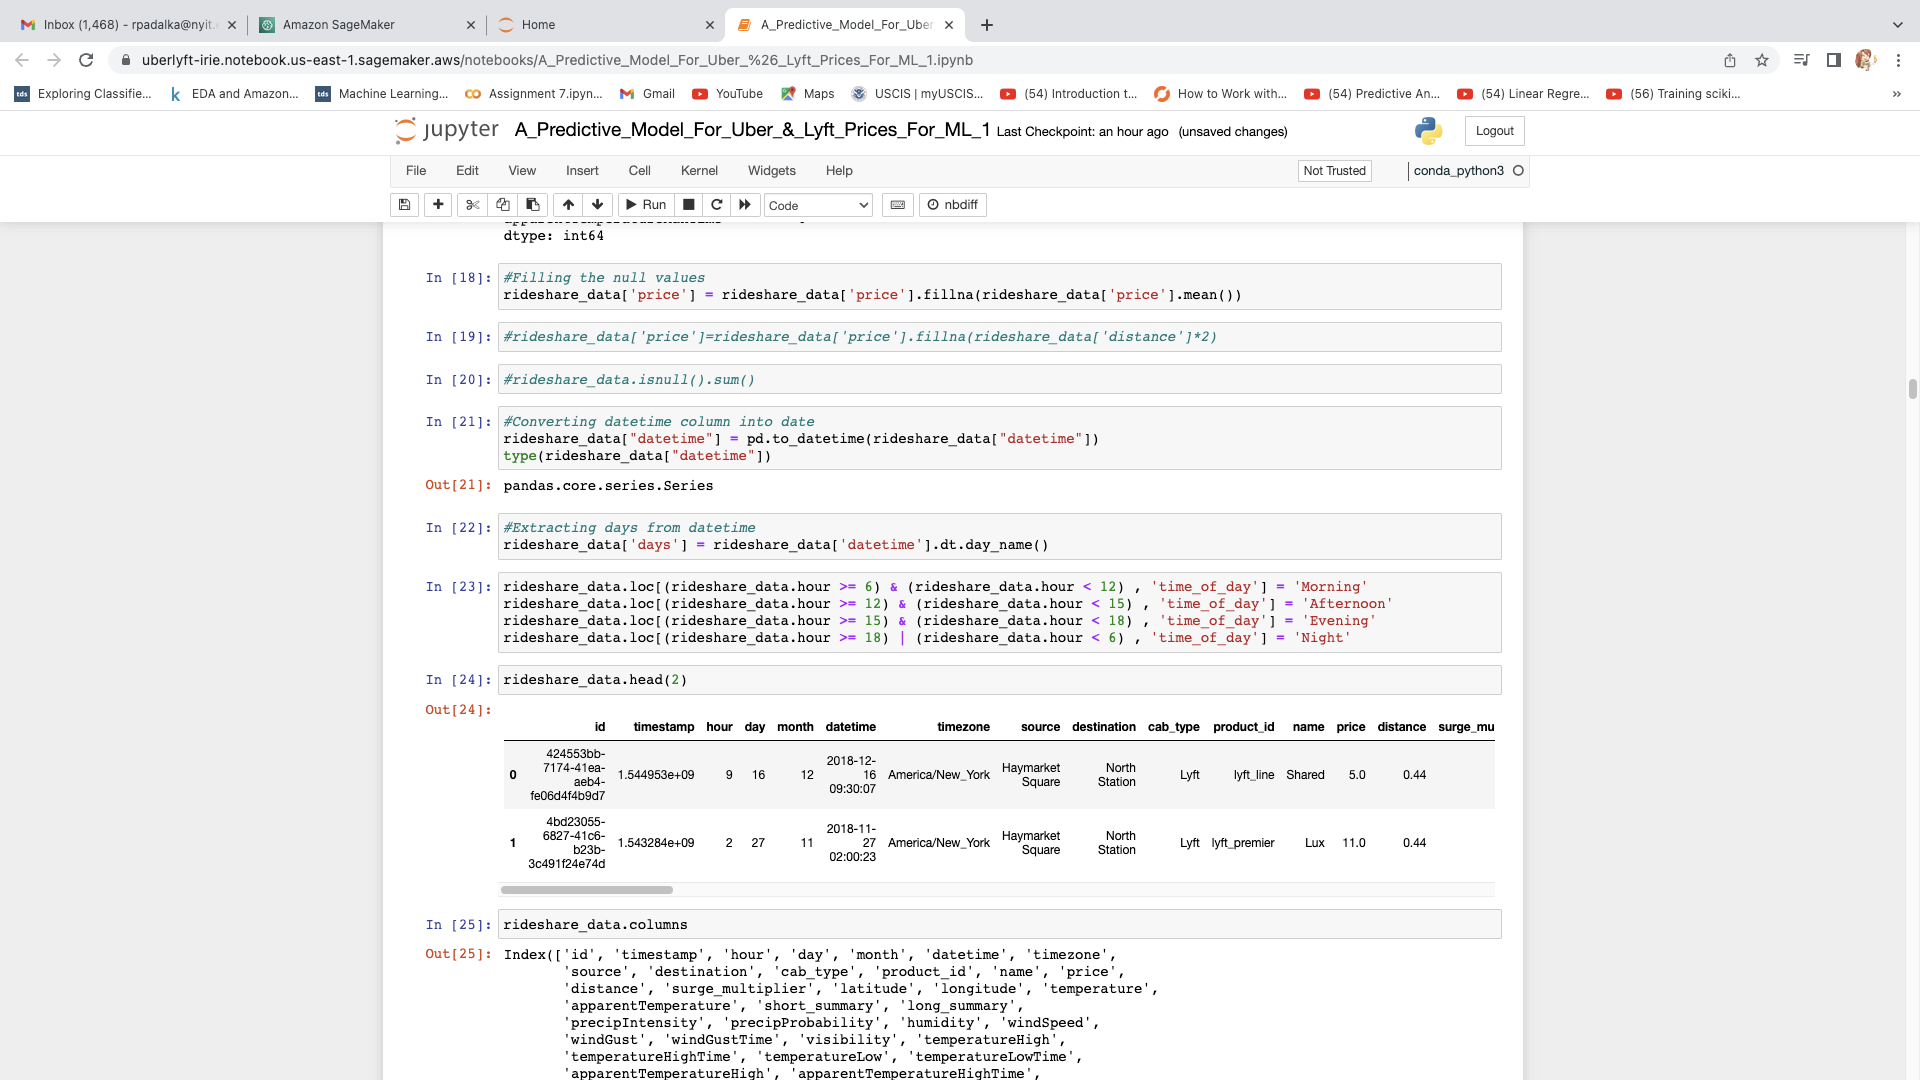 Inbox (1,468) - rpadalka@nyit.
Amazon SageMaker
Home
A_Predictive_Model_For_Uber
uberlyft-irie.notebook.us-east-1.sagemaker.aws/notebooks/A_Predictive_Model_For_Uber_%26_Lyft_Prices_For_ML_1.ipynb
tds Exploring Classifie... k EDA and Amazon... tds Machine Learning... Assignment 7.ipyn... Gmail YouTube Maps USCIS | myUSCIS... (54) Introduction t... How to Work with... (54) Predictive An... (54) Linear Regre... (56) Training sciki... »
jupyter A_Predictive_Model_For_Uber_&_Lyft_Prices_For_ML_1 Last Checkpoint: an hour ago (unsaved changes) Logout
File Edit View Insert Cell Kernel Widgets Help Not Trusted conda_python3
Run Code nbdiff
dtype: int64
In [18]: #Filling the null values
rideshare_data['price'] = rideshare_data['price'].fillna(rideshare_data['price'].mean())
In [19]: #rideshare_data['price']=rideshare_data['price'].fillna(rideshare_data['distance']*2)
In [20]: #rideshare_data.isnull().sum()
In [21]: #Converting datetime column into date
rideshare_data["datetime"] = pd.to_datetime(rideshare_data["datetime"])
type(rideshare_data["datetime"])
Out[21]: pandas.core.series.Series
In [22]: #Extracting days from datetime
rideshare_data['days'] = rideshare_data['datetime'].dt.day_name()
In [23]: rideshare_data.loc[(rideshare_data.hour >= 6) & (rideshare_data.hour < 12) , 'time_of_day'] = 'Morning'
rideshare_data.loc[(rideshare_data.hour >= 12) & (rideshare_data.hour < 15) , 'time_of_day'] = 'Afternoon'
rideshare_data.loc[(rideshare_data.hour >= 15) & (rideshare_data.hour < 18) , 'time_of_day'] = 'Evening'
rideshare_data.loc[(rideshare_data.hour >= 18) | (rideshare_data.hour < 6) , 'time_of_day'] = 'Night'
In [24]: rideshare_data.head(2)
Out[24]:
id timestamp hour day month datetime timezone source destination cab_type product_id name price distance surge_mu
0 424553bb-7174-41ea-aeb4-fe06d4f4b9d7 1.544953e+09 9 16 12 2018-12-16 09:30:07 America/New_York Haymarket Square North Station Lyft lyft_line Shared 5.0 0.44
1 4bd23055-6827-41c6-b23b-3c491f24e74d 1.543284e+09 2 27 11 2018-11-27 02:00:23 America/New_York Haymarket Square North Station Lyft lyft_premier Lux 11.0 0.44
In [25]: rideshare_data.columns
Out[25]: Index(['id', 'timestamp', 'hour', 'day', 'month', 'datetime', 'timezone',
'source', 'destination', 'cab_type', 'product_id', 'name', 'price',
'distance', 'surge_multiplier', 'latitude', 'longitude', 'temperature',
'apparentTemperature', 'short_summary', 'long_summary',
'precipIntensity', 'precipProbability', 'humidity', 'windSpeed',
'windGust', 'windGustTime', 'visibility', 'temperatureHigh',
'temperatureHighTime', 'temperatureLow', 'temperatureLowTime',
'apparentTemperatureHigh', 'apparentTemperatureHighTime',